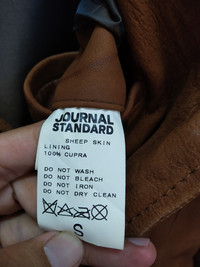 JOURNAL
STANDARD
SHEEP SKIN
LINING
100% CUPRA
DO NOT WASH
DO NOT BLEACH
DO NOT IRON
DO NOT DRY CLEAN
S